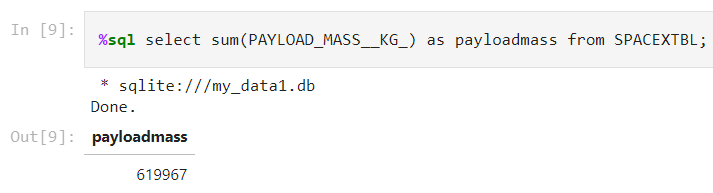 In [9]: %sql select sum(PAYLOAD_MASS__KG_) as payloadmass from SPACEXTBL;
* sqlite:///my_data1.db
Done.
Out[9]: payloadmass
619967